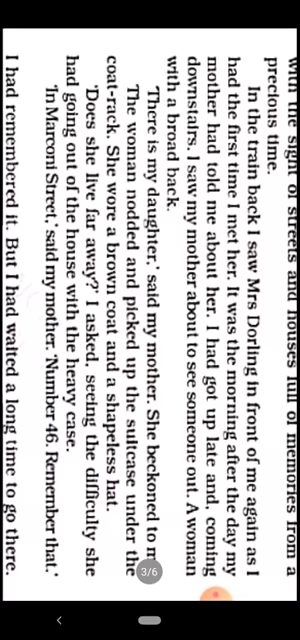 with the sight of streets and houses full of memories from a
precious time.
In the train back I saw Mrs Dorling in front of me again as I
had the first time I met her. It was the morning after the day my
mother had told me about her. I had got up late and, coming
downstairs, I saw my mother about to see someone out. A woman
with a broad back.
'There is my daughter,' said my mother. She beckoned to
The woman nodded and picked up the suitcase under the
coat-rack. She wore a brown coat and a shapeless hat.
'Does she live far away?' I asked, seeing the difficulty she
had going out of the house with the heavy case.
'In Marconi Street,' said my mother. 'Number 46. Remember that.'
I had remembered it. But I had waited a long time to go there.
3/6